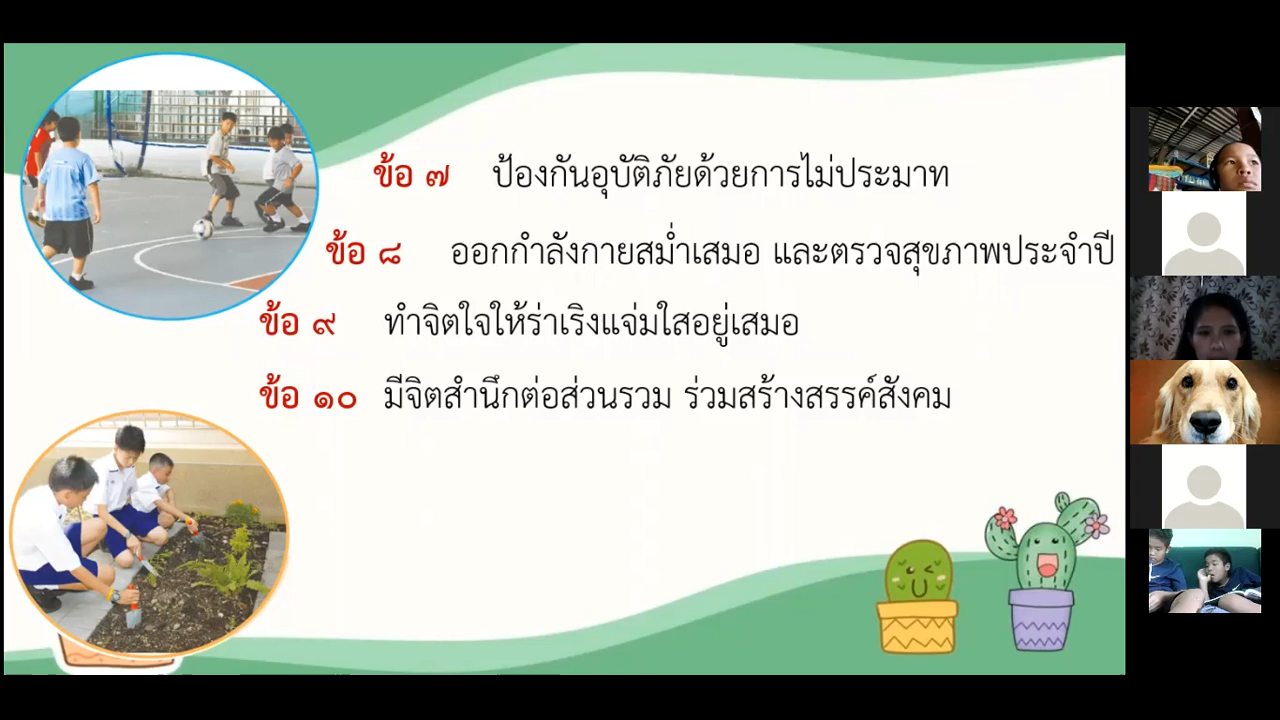 ข้อ ๗ ป้องกันอุบัติภัยด้วยการไม่ประมาท
ข้อ ๘ ออกกำลังกายสม่ำเสมอ และตรวจสุขภาพประจำปี
ข้อ ๙ ทำจิตใจให้ร่าเริงแจ่มใสอยู่เสมอ
ข้อ ๑๐ มีจิตสำนึกต่อส่วนรวม ร่วมสร้างสรรค์สังคม